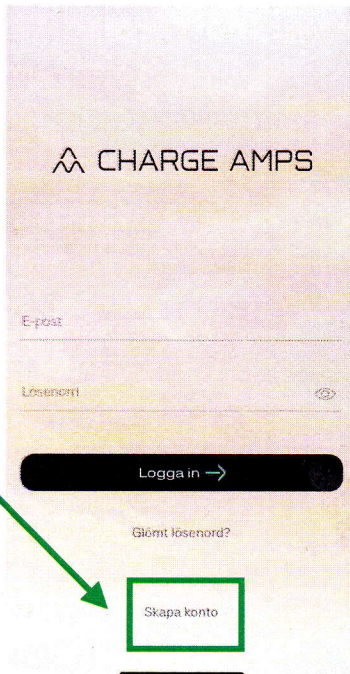 CHARGE AMPS
E-post
Lösenord
Logga in
Glömt lösenord?
Skapa konto